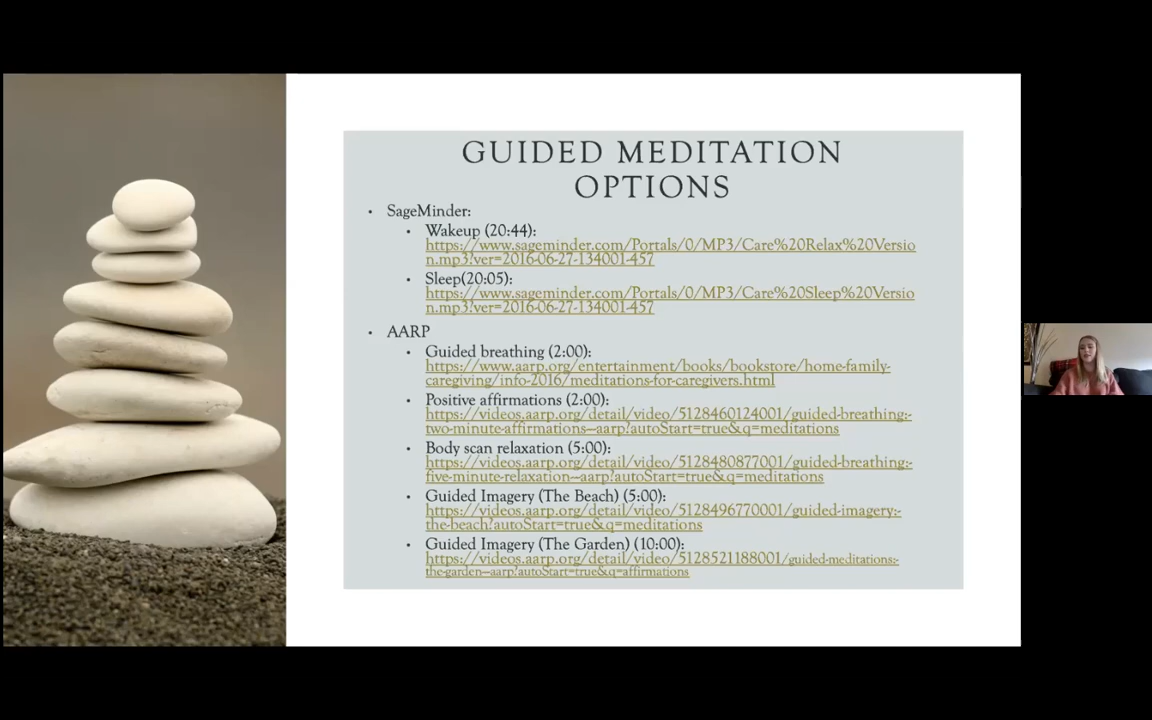 GUIDED MEDITATION
OPTIONS
• SageMinder:
• Wakeup (20:44):
https://www.sageminder.com/Portals/0/MP3/Care%20Relax%20Versio
n.mp3?ver=2016-06-27-134001-457
• Sleep(20:05):
https://www.sageminder.com/Portals/0/MP3/Care%20Sleep%20Versio
n.mp3?ver=2016-06-27-134001-457
• AARP
• Guided breathing (2:00):
https://www.aarp.org/entertainment/books/bookstore/home-family-
caregiving/info-2016/meditations-for-caregivers.html
• Positive affirmations (2:00):
https://videos.aarp.org/detail/video/5128460124001/guided-breathing:-
two-minute-affirmations--aarp?autoStart=true&q=meditations
• Body scan relaxation (5:00):
https://videos.aarp.org/detail/video/5128480877001/guided-breathing:-
five-minute-relaxation--aarp?autoStart=true&q=meditations
• Guided Imagery (The Beach) (5:00):
https://videos.aarp.org/detail/video/5128496770001/guided-imagery:-
the-beach?autoStart=true&q=meditations
• Guided Imagery (The Garden) (10:00):
https://videos.aarp.org/detail/video/5128521188001/guided-meditations:-
the-garden--aarp?autoStart=true&q=affirmations